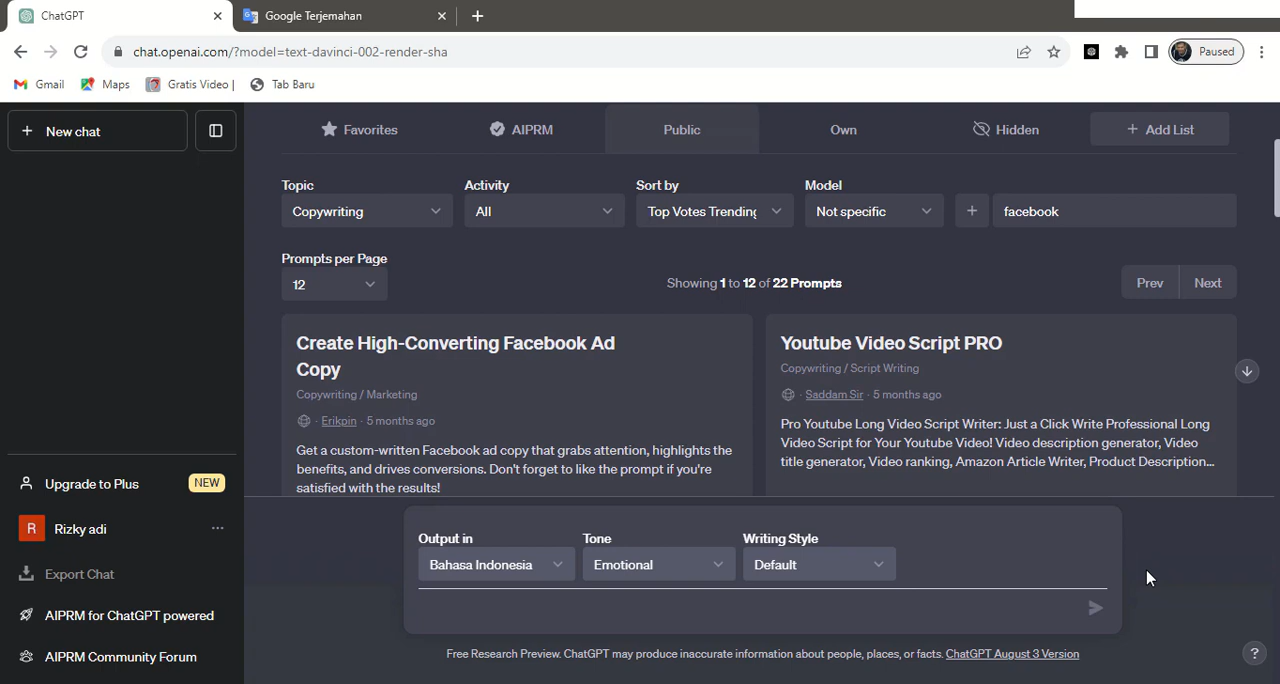 ChatGPT
Google Terjemahan
chat.openai.com/?model=text-davinci-002-render-sha
Paused
Gmail
Maps
Gratis Video |
Tab Baru
New chat
Favorites
AIPRM
Public
Own
Hidden
+ Add List
Topic
Activity
Sort by
Model
Copywriting
All
Top Votes Trending
Not specific
+
facebook
Prompts per Page
12
Showing 1 to 12 of 22 Prompts
Prev
Next
Create High-Converting Facebook Ad
Copy
Copywriting / Marketing
· Erikpin · 5 months ago
Get a custom-written Facebook ad copy that grabs attention, highlights the
benefits, and drives conversions. Don't forget to like the prompt if you're
satisfied with the results!
Youtube Video Script PRO
Copywriting / Script Writing
· Saddam Sir · 5 months ago
Pro Youtube Long Video Script Writer: Just a Click Write Professional Long
Video Script for Your Youtube Video! Video description generator, Video
title generator, Video ranking, Amazon Article Writer, Product Description...
Upgrade to Plus
NEW
R
Rizky adi
...
Export Chat
AIPRM for ChatGPT powered
AIPRM Community Forum
Output in
Tone
Writing Style
Bahasa Indonesia
Emotional
Default
Free Research Preview. ChatGPT may produce inaccurate information about people, places, or facts. ChatGPT August 3 Version
?